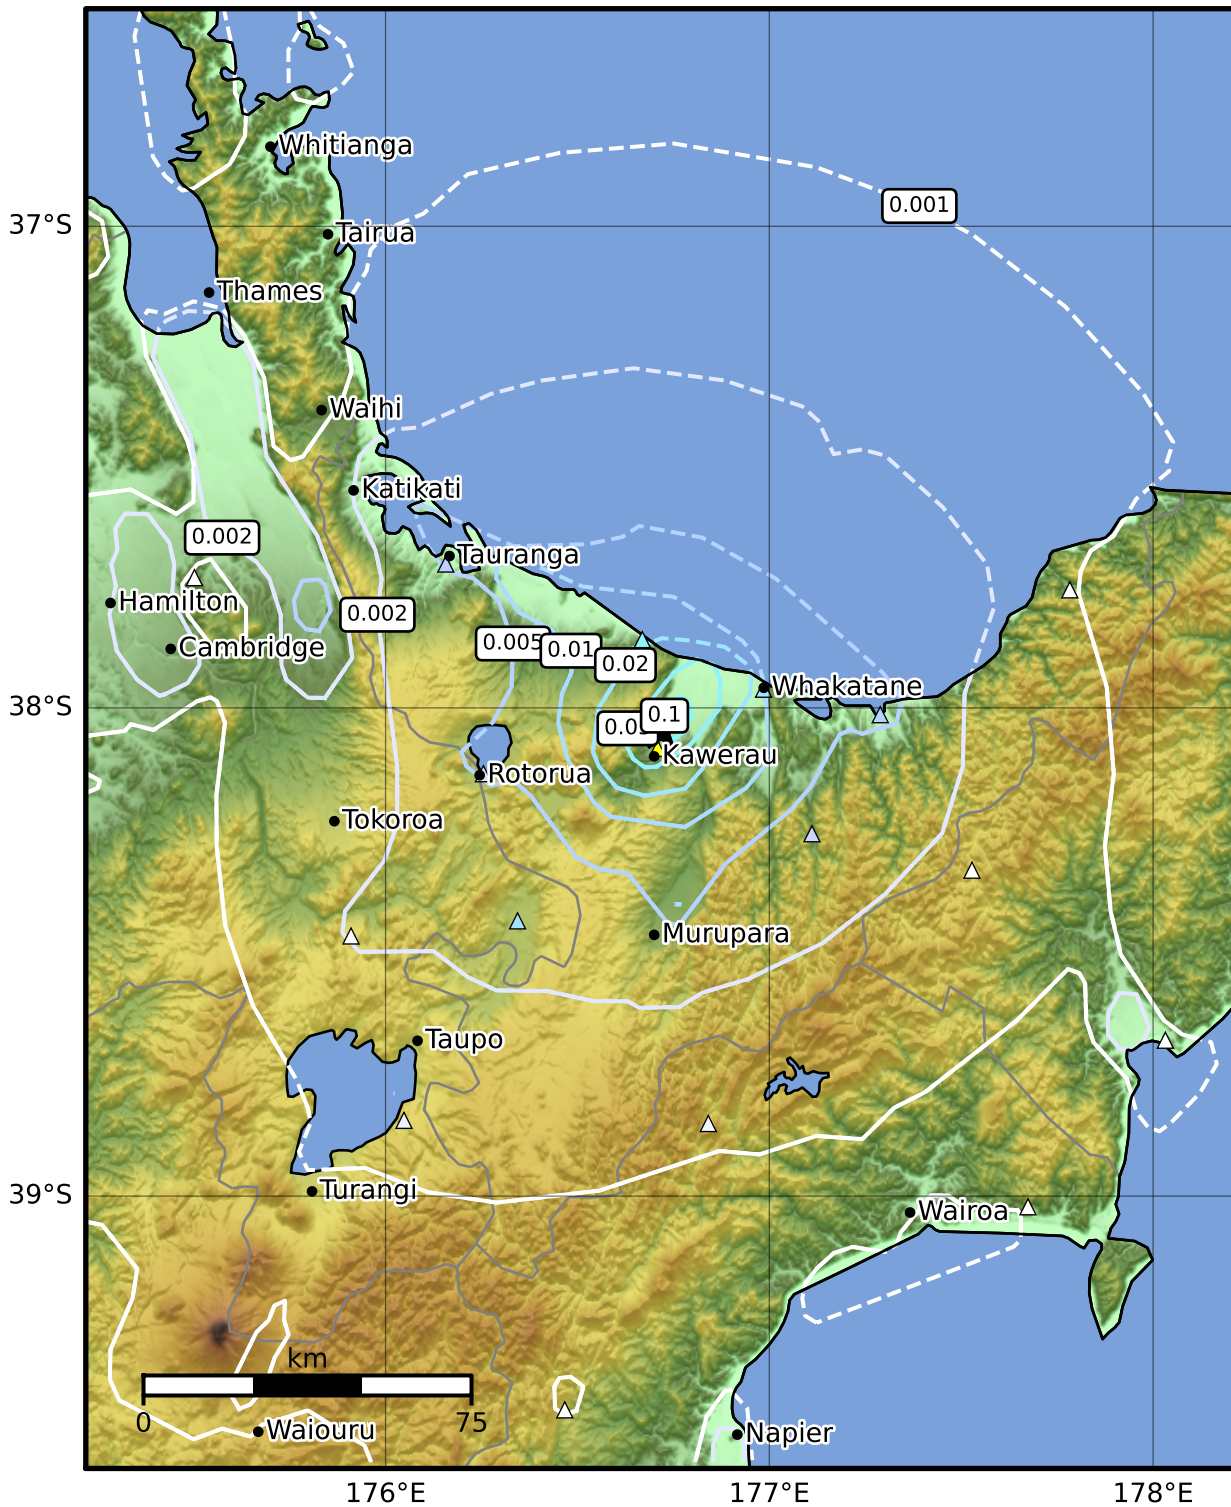 Whitianga
0.001
37°S
Tairua
Thames
Waihi
Katikati
0.002
Tauranga
Hamilton
0.002
Cambridge
0.005
0.01
0.02
Whakatane
38°S
0.1
Kawerau
Rotorua
Tokoroa
Murupara
Taupo
39°S
Turangi
Wairoa
km
0
75
Waiouru
Napier
176°E
177°E
178°E